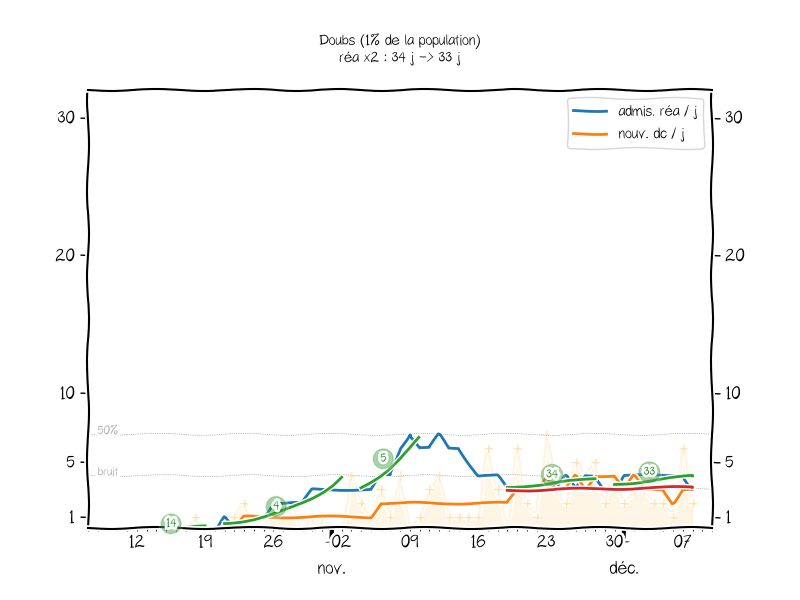 Doubs (1% de la population)
réa x2 : 34 j -> 33 j
admis. réa / j
nouv. dc / j
30
30
20
20
10
10
50%
5
5
bruit
1
1
14
4
5
34
33
12 19 26 02 09 16 23 30 07
nov. déc.